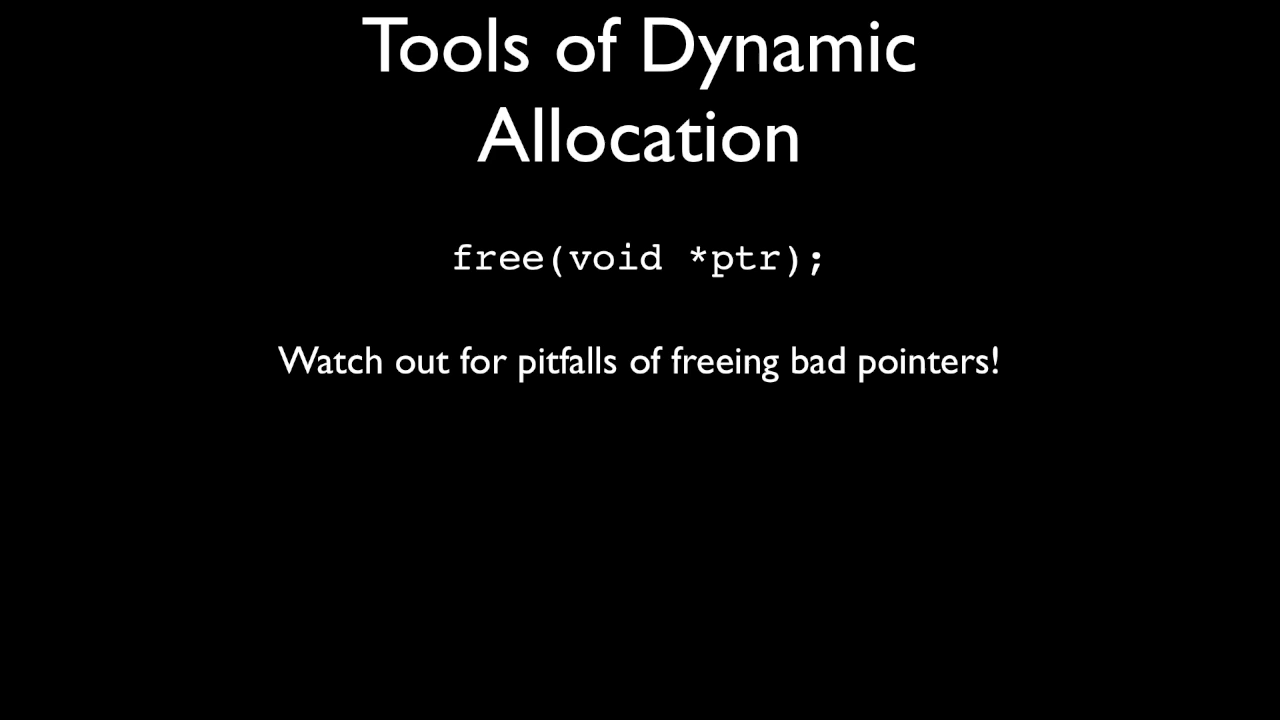 Tools of Dynamic
Allocation
free(void *ptr);
Watch out for pitfalls of freeing bad pointers!